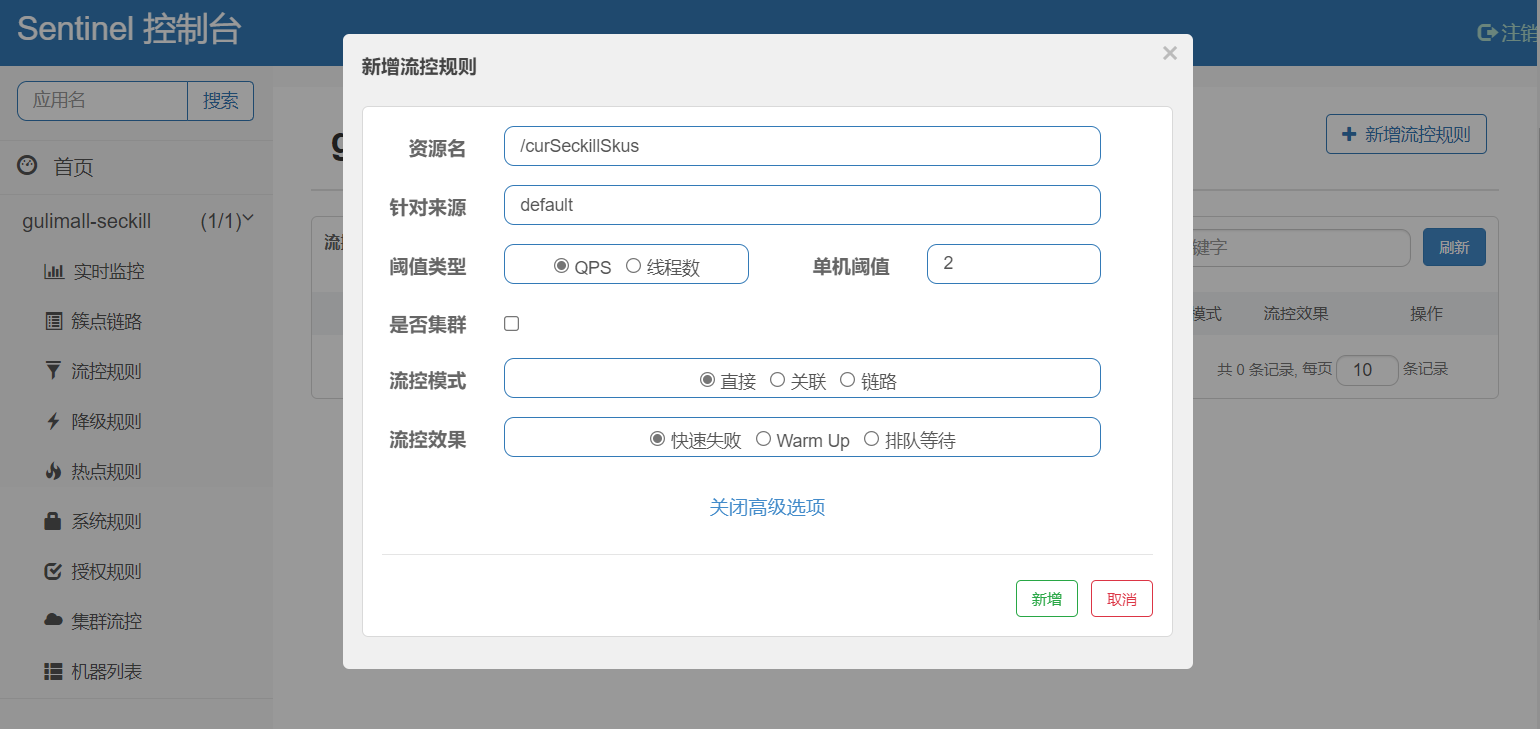 Sentinel 控制台
注销
应用名
搜索
首页
gulimall-seckill (1/1)
实时监控
簇点链路
流控规则
降级规则
热点规则
系统规则
授权规则
集群流控
机器列表
g
新增流控规则
流控
键字
刷新
模式 流控效果 操作
共 0 条记录, 每页 10 条记录
新增流控规则
×
资源名 /curSeckillSkus
针对来源 default
阈值类型 QPS 线程数 单机阈值 2
是否集群
流控模式 直接 关联 链路
流控效果 快速失败 Warm Up 排队等待
关闭高级选项
新增 取消